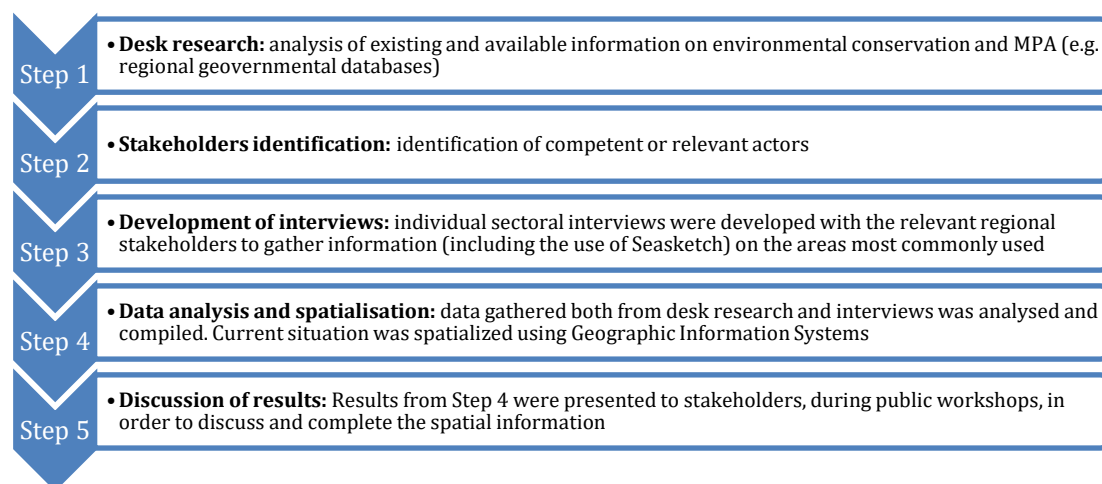 Step 1
• Desk research: analysis of existing and available information on environmental conservation and MPA (e.g.
regional geovernmental databases)
Step 2
• Stakeholders identification: identification of competent or relevant actors
Step 3
• Development of interviews: individual sectoral interviews were developed with the relevant regional
stakeholders to gather information (including the use of Seasketch) on the areas most commonly used
Step 4
• Data analysis and spatialisation: data gathered both from desk research and interviews was analysed and
compiled. Current situation was spatialized using Geographic Information Systems
Step 5
• Discussion of results: Results from Step 4 were presented to stakeholders, during public workshops, in
order to discuss and complete the spatial information